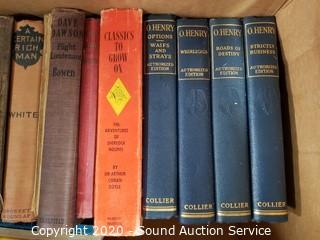 A
CERTAIN
RICH
MAN
WHITE
DAVE
DAWSON
Flight
Lieutenant
Bowen
CLASSICS
TO GROW
ON
THE
ADVENTURES
OF
SHERLOCK
HOLMES
BY
SIR ARTHUR
CONAN
DOYLE
O. HENRY
OPTIONS
WAIFS
AND
STRAYS
AUTHORIZED
EDITION
COLLIER
O. HENRY
WHIRLIGIGS
AUTHORIZED
EDITION
COLLIER
O. HENRY
ROADS OF
DESTINY
AUTHORIZED
EDITION
COLLIER
O. HENRY
STRICTLY
BUSINESS
AUTHORIZED
EDITION
COLLIER
Copyright 2020 - Sound Auction Service